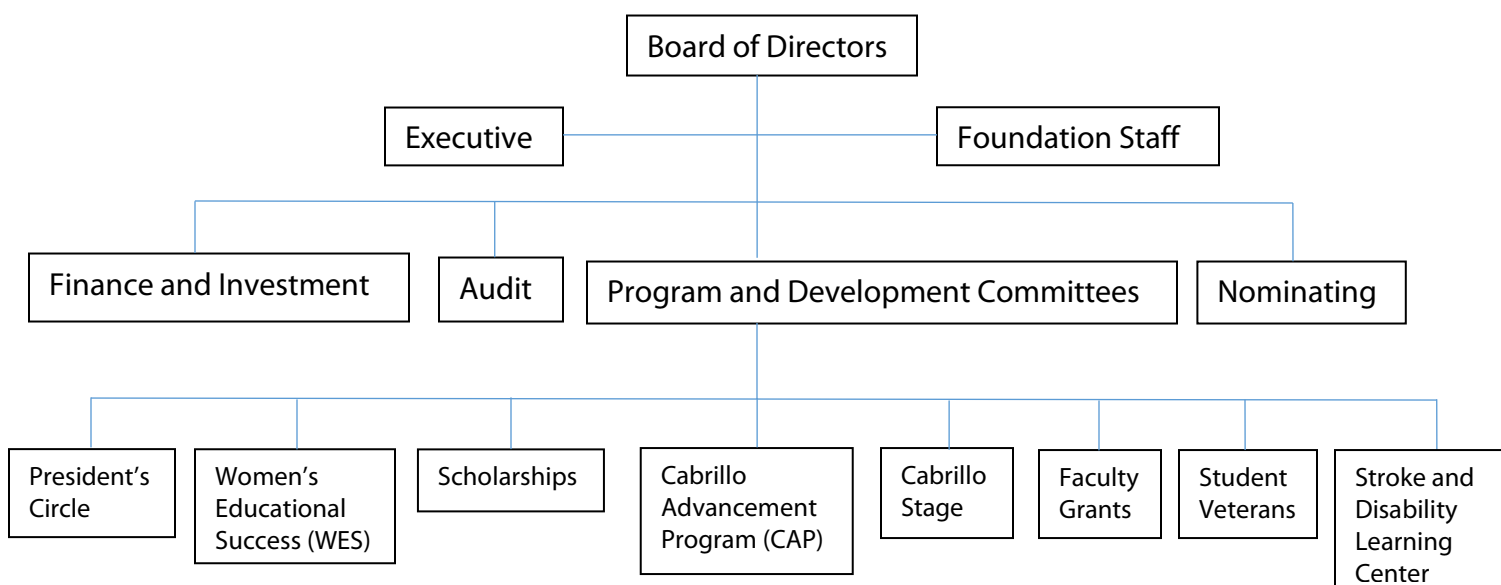 Board of Directors
Executive
Foundation Staff
Finance and Investment
Audit
Program and Development Committees
Nominating
President’s
Circle
Women’s
Educational
Success (WES)
Scholarships
Cabrillo
Advancement
Program (CAP)
Cabrillo
Stage
Faculty
Grants
Student
Veterans
Stroke and
Disability
Learning
Center